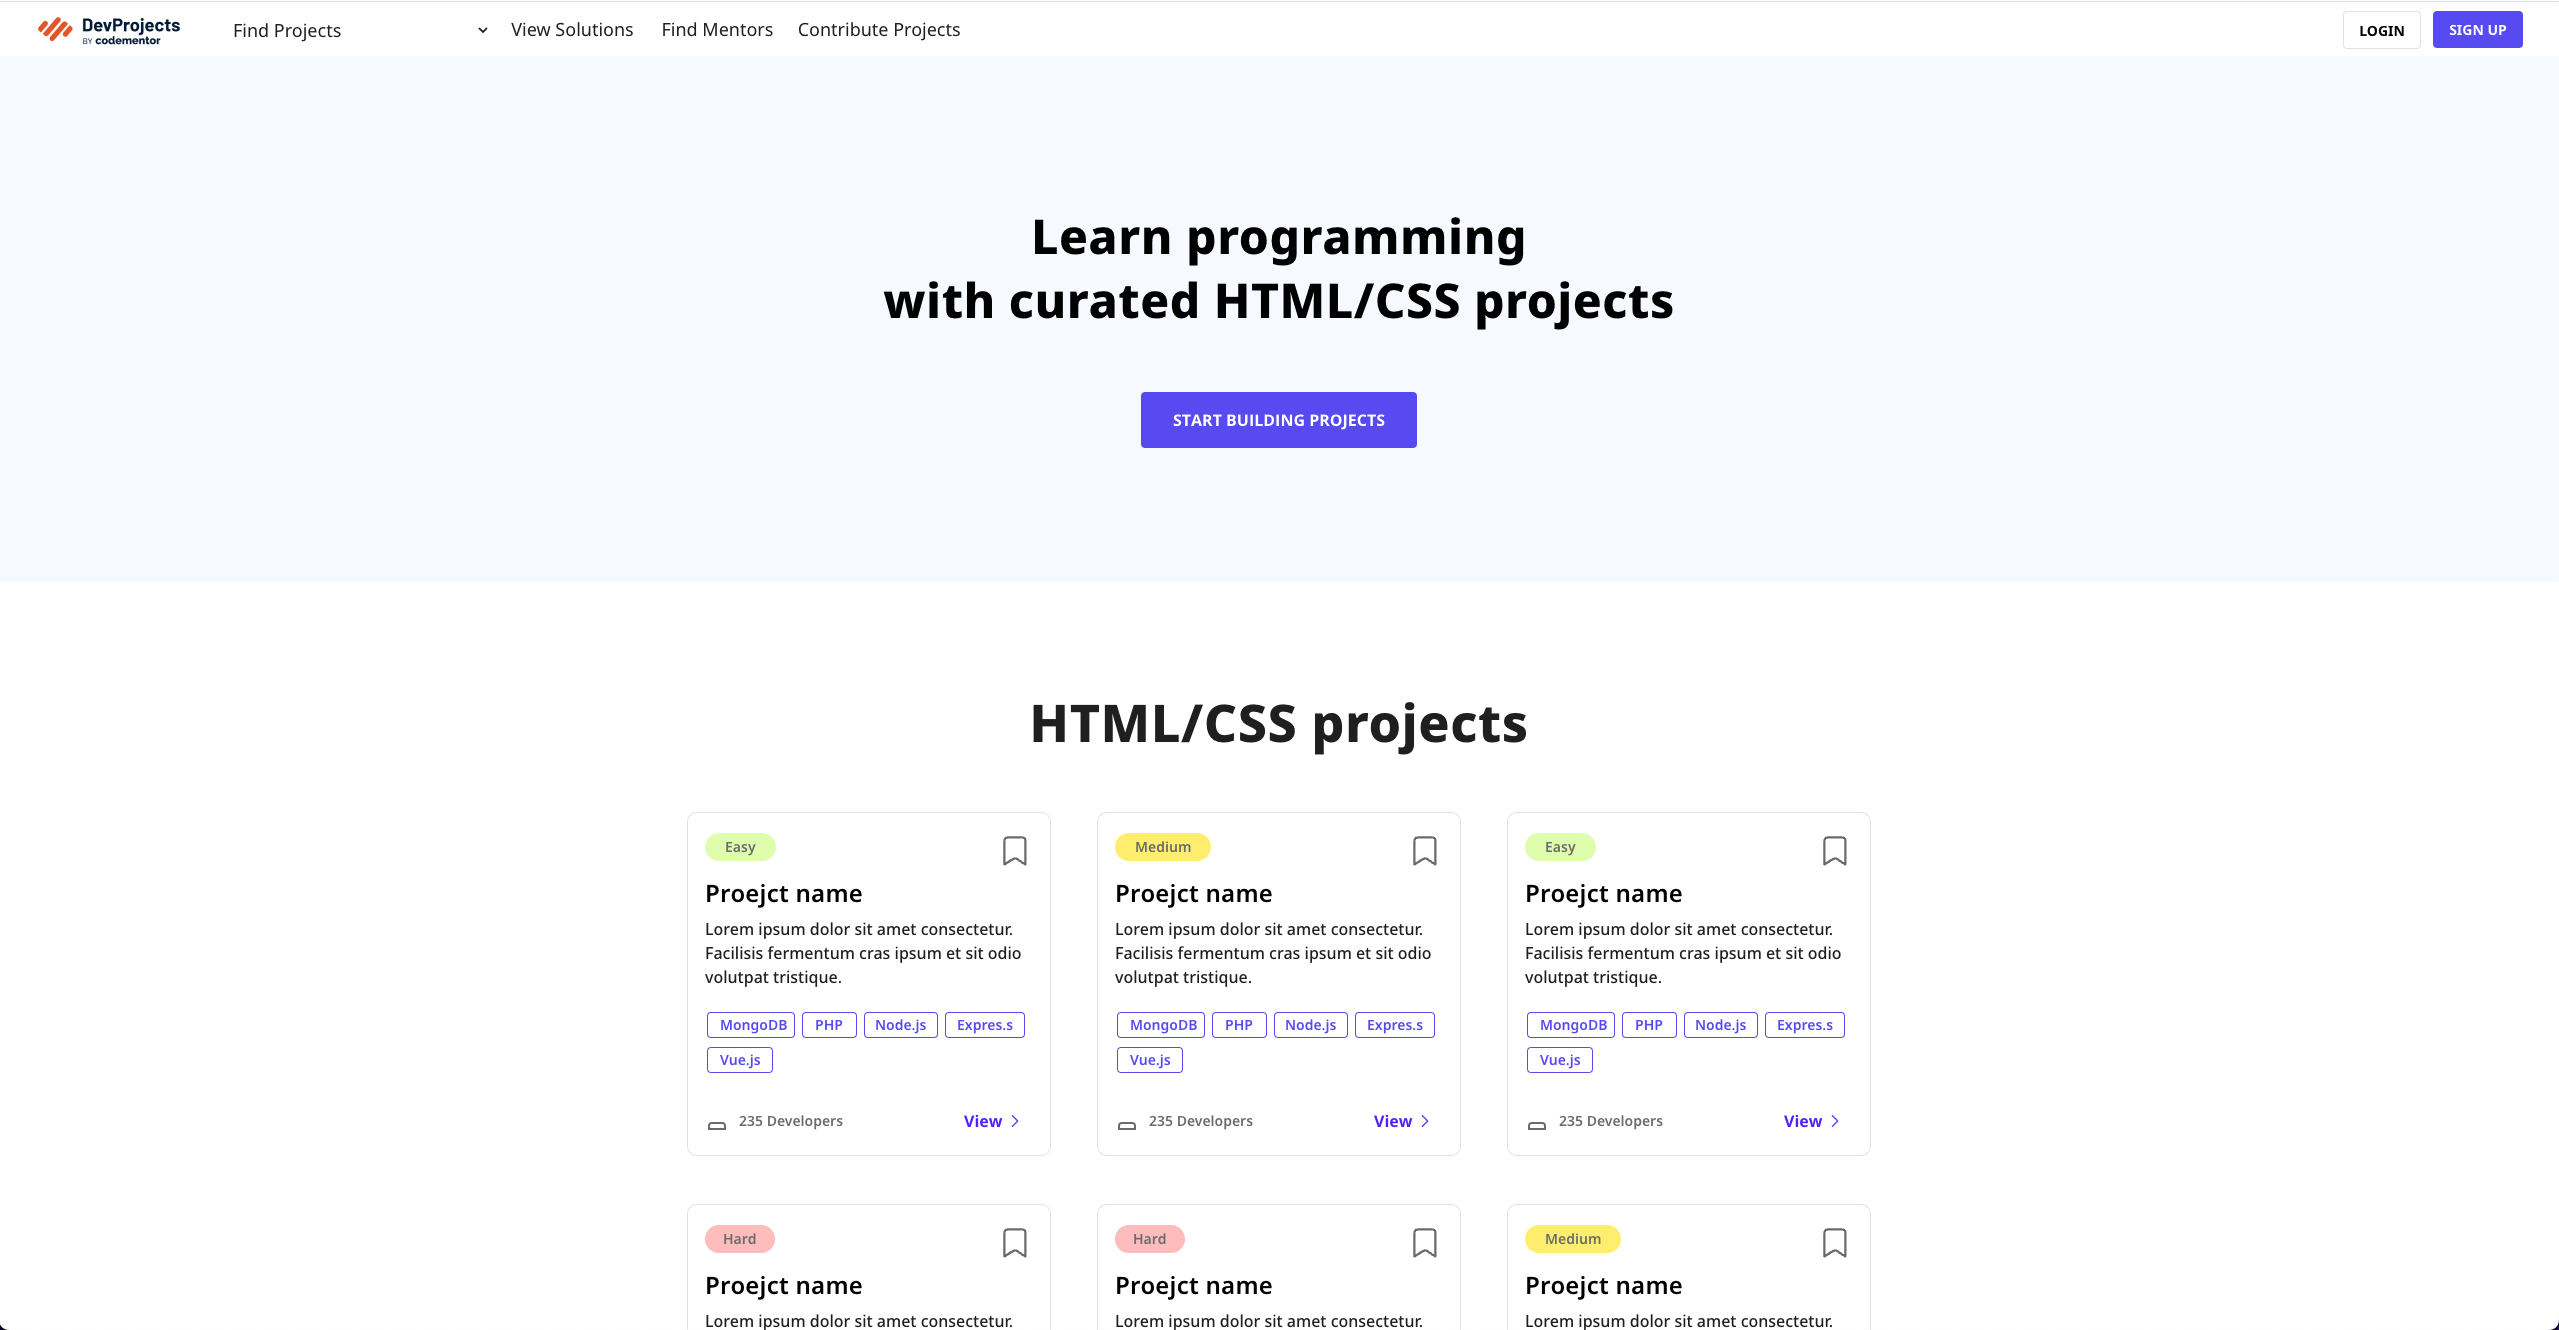 DevProjects
BY codementor
Find Projects
View Solutions
Find Mentors
Contribute Projects
LOGIN
SIGN UP
Learn programming
with curated HTML/CSS projects
START BUILDING PROJECTS
HTML/CSS projects
Easy
Proejct name
Lorem ipsum dolor sit amet consectetur.
Facilisis fermentum cras ipsum et sit odio
volutpat tristique.
MongoDB PHP Node.js Expres.s
Vue.js
235 Developers View
Medium
Proejct name
Lorem ipsum dolor sit amet consectetur.
Facilisis fermentum cras ipsum et sit odio
volutpat tristique.
MongoDB PHP Node.js Expres.s
Vue.js
235 Developers View
Easy
Proejct name
Lorem ipsum dolor sit amet consectetur.
Facilisis fermentum cras ipsum et sit odio
volutpat tristique.
MongoDB PHP Node.js Expres.s
Vue.js
235 Developers View
Hard
Proejct name
Lorem ipsum dolor sit amet consectetur.
Hard
Proejct name
Lorem ipsum dolor sit amet consectetur.
Medium
Proejct name
Lorem ipsum dolor sit amet consectetur.